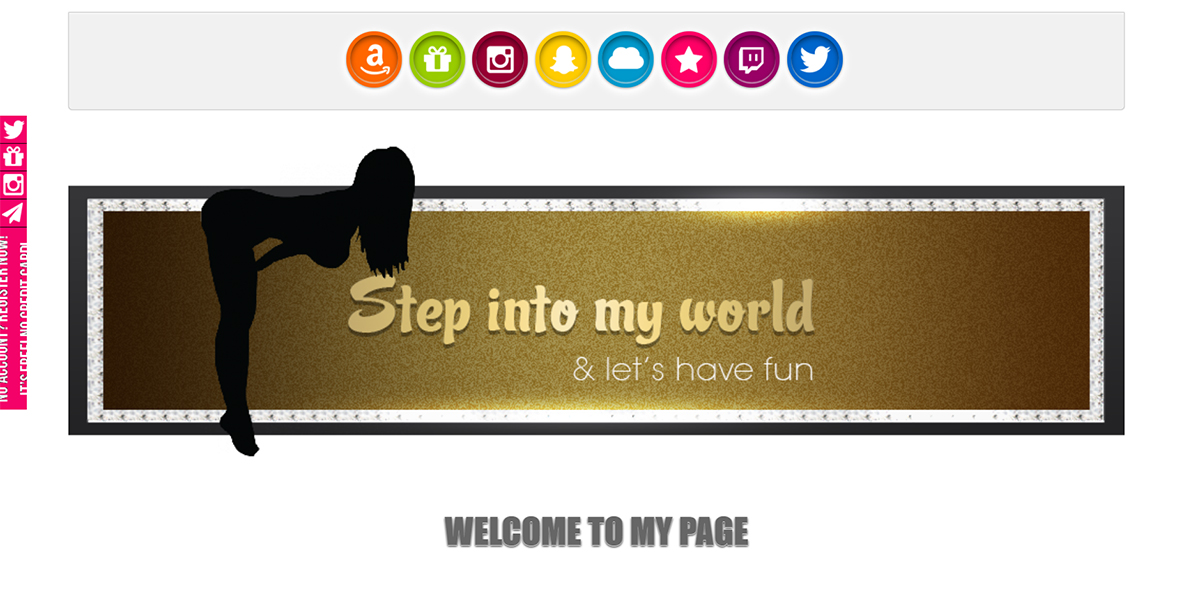 Step into my world
& let's have fun
WELCOME TO MY PAGE
NO ACCOUNT? REGISTER NOW!
IT'S FREE! NO CREDIT CARD!